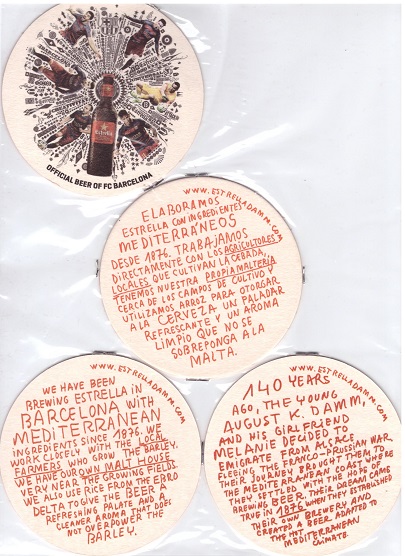 Estrella
OFFICIAL BEER OF FC BARCELONA
WWW.ESTRELLADAMM.COM
ELABORAMOS
ESTRELLA CON INGREDIENTES
MEDITERRÁNEOS
DESDE 1876. TRABAJAMOS
DIRECTAMENTE CON LOS AGRICULTORES
LOCALES QUE CULTIVAN LA CEBADA,
TENEMOS NUESTRA PROPIA MALTERÍA
CERCA DE LOS CAMPOS DE CULTIVO Y
UTILIZAMOS ARROZ PARA OTORGAR
A LA CERVEZA UN PALADAR
REFRESCANTE Y UN AROMA
LIMPIO QUE NO SE
SOBREPONGA A LA
MALTA.
WWW.ESTRELLADAMM.COM
WE HAVE BEEN
BREWING ESTRELLA IN
BARCELONA WITH
MEDITERRANEAN
INGREDIENTS SINCE 1876. WE
WORK CLOSELY WITH THE LOCAL
FARMERS WHO GROW THE BARLEY.
WE HAVE OUR OWN MALT HOUSE
VERY NEAR THE GROWING FIELDS.
WE ALSO USE RICE FROM THE EBRO
DELTA TO GIVE THE BEER A
REFRESHING PALATE AND A
CLEANER AROMA THAT DOES
NOT OVERPOWER THE
BARLEY.
WWW.ESTRELLADAMM.COM
140 YEARS
AGO, THE YOUNG
AUGUST K. DAMM,
AND HIS GIRLFRIEND
MELANIE DECIDED TO
EMIGRATE FROM ALSACE
FLEEING THE FRANCO-PRUSSIAN WAR.
THEIR JOURNEY BROUGHT THEM TO
THE MEDITERRANEAN COAST WHERE
THEY SETTLED WITH THE HOPE OF
BREWING BEER. THEIR DREAM CAME
TRUE IN 1876 WHEN THEY ESTABLISHED
THEIR OWN BREWERY AND
CREATED A BEER ADAPTED TO
THE HOT
MEDITERRANEAN
CLIMATE.